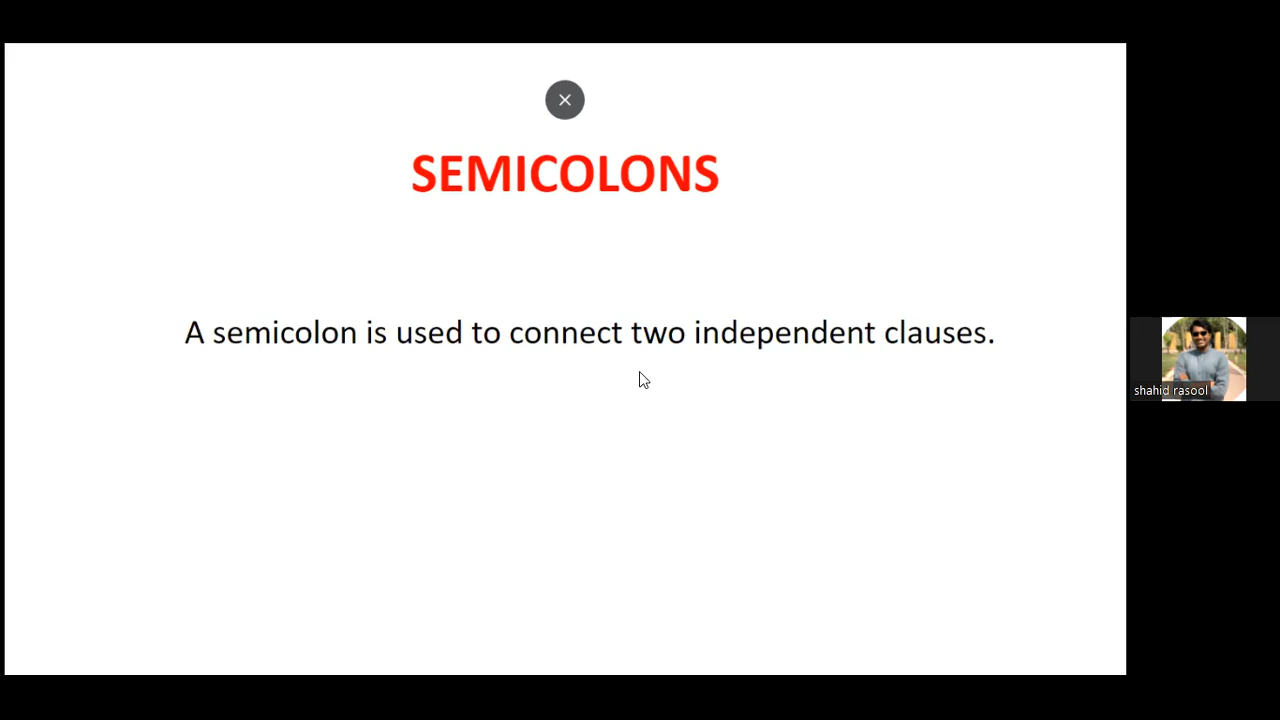 SEMICOLONS
A semicolon is used to connect two independent clauses.
shahid rasool